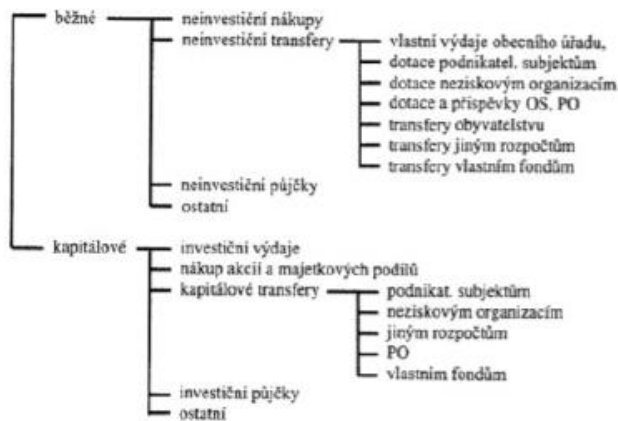 běžné
neinvestiční nákupy
neinvestiční transfery
vlastní výdaje obecního úřadu,
dotace podnikatel. subjektům
dotace neziskovým organizacím
dotace a příspěvky OS, PO
transfery obyvatelstvu
transfery jiným rozpočtům
transfery vlastním fondům
neinvestiční půjčky
ostatní
kapitálové
investiční výdaje
nákup akcií a majetkových podílů
kapitálové transfery
podnikat. subjektům
neziskovým organizacím
jiným rozpočtům
PO
vlastním fondům
investiční půjčky
ostatní